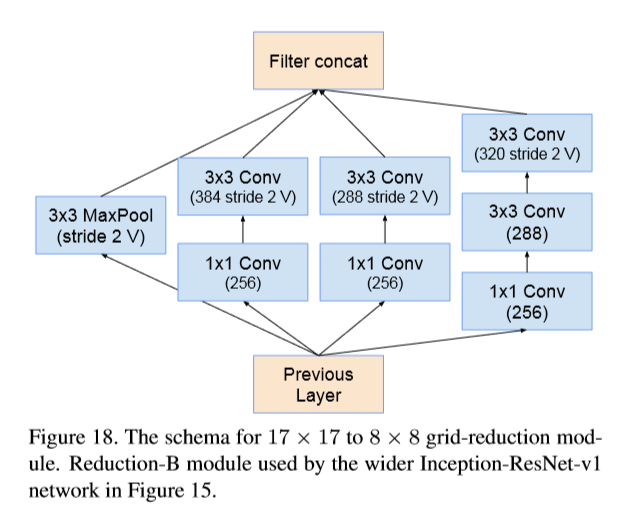 Filter concat
3x3 MaxPool
(stride 2 V)
3x3 Conv
(384 stride 2 V)
1x1 Conv
(256)
3x3 Conv
(288 stride 2 V)
1x1 Conv
(256)
3x3 Conv
(320 stride 2 V)
3x3 Conv
(288)
1x1 Conv
(256)
Previous
Layer
Figure 18. The schema for 17 × 17 to 8 × 8 grid-reduction mod-
ule. Reduction-B module used by the wider Inception-ResNet-v1
network in Figure 15.